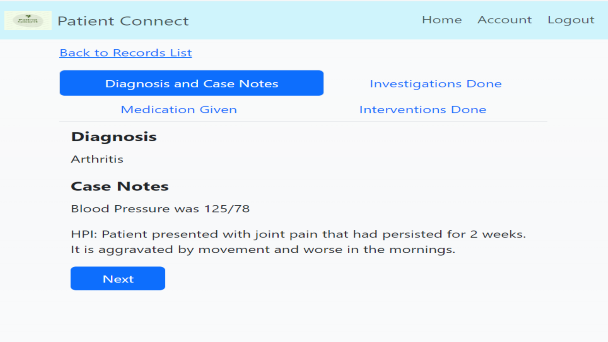 Patient Connect
Home Account Logout
Back to Records List
Diagnosis and Case Notes
Investigations Done
Medication Given
Interventions Done
Diagnosis
Arthritis
Case Notes
Blood Pressure was 125/78
HPI: Patient presented with joint pain that had persisted for 2 weeks.
It is aggravated by movement and worse in the mornings.
Next